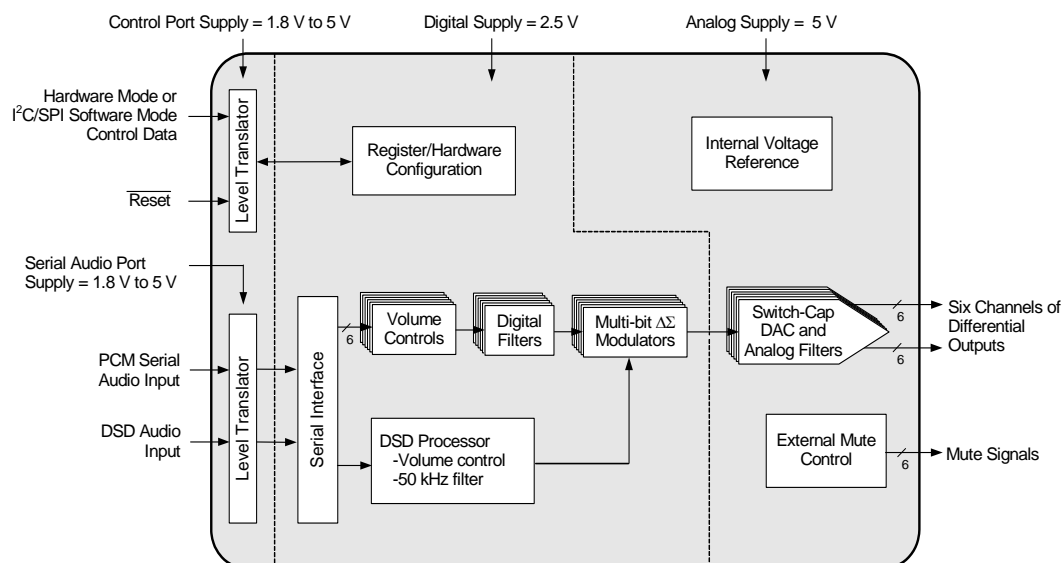 Control Port Supply = 1.8 V to 5 V
Digital Supply = 2.5 V
Analog Supply = 5 V
Hardware Mode or
I²C/SPI Software Mode
Control Data
Reset
Level Translator
Register/Hardware
Configuration
Internal Voltage
Reference
Serial Audio Port
Supply = 1.8 V to 5 V
PCM Serial
Audio Input
DSD Audio
Input
Level Translator
Serial Interface
6
Volume
Controls
Digital
Filters
Multi-bit ΔΣ
Modulators
Switch-Cap
DAC and
Analog Filters
6
6
Six Channels of
Differential
Outputs
DSD Processor
-Volume control
-50 kHz filter
External Mute
Control
6
Mute Signals